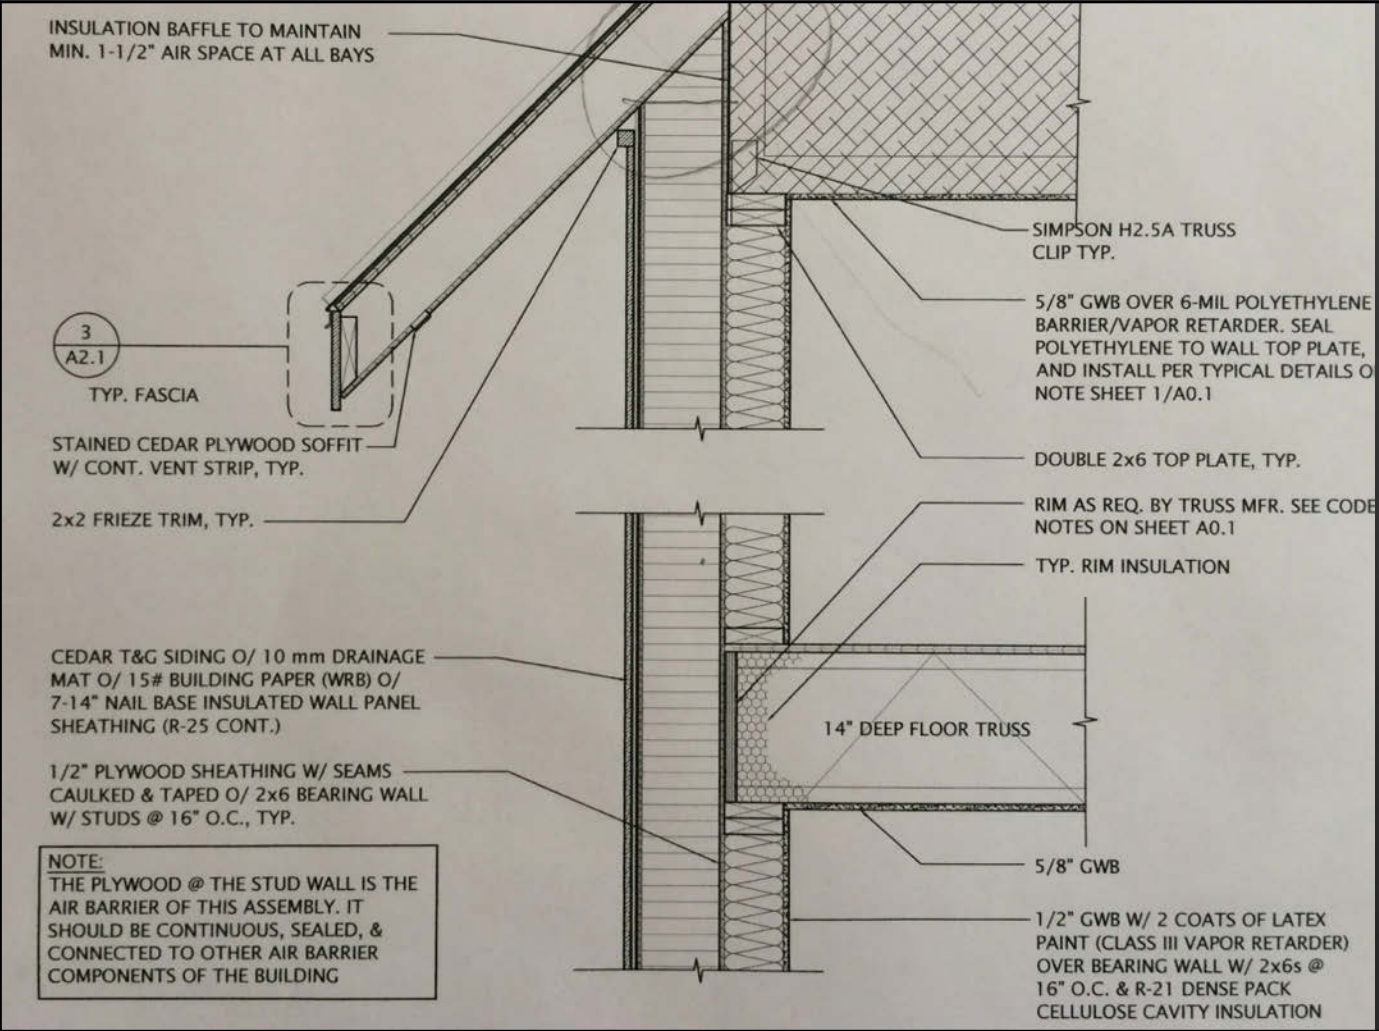 INSULATION BAFFLE TO MAINTAIN
MIN. 1-1/2" AIR SPACE AT ALL BAYS
3
A2.1
TYP. FASCIA
STAINED CEDAR PLYWOOD SOFFIT
W/ CONT. VENT STRIP, TYP.
2x2 FRIEZE TRIM, TYP.
CEDAR T&G SIDING O/ 10 mm DRAINAGE
MAT O/ 15# BUILDING PAPER (WRB) O/
7-14" NAIL BASE INSULATED WALL PANEL
SHEATHING (R-25 CONT.)
1/2" PLYWOOD SHEATHING W/ SEAMS
CAULKED & TAPED O/ 2x6 BEARING WALL
W/ STUDS @ 16" O.C., TYP.
NOTE:
THE PLYWOOD @ THE STUD WALL IS THE
AIR BARRIER OF THIS ASSEMBLY. IT
SHOULD BE CONTINUOUS, SEALED, &
CONNECTED TO OTHER AIR BARRIER
COMPONENTS OF THE BUILDING
SIMPSON H2.5A TRUSS
CLIP TYP.
5/8" GWB OVER 6-MIL POLYETHYLENE
BARRIER/VAPOR RETARDER. SEAL
POLYETHYLENE TO WALL TOP PLATE,
AND INSTALL PER TYPICAL DETAILS O
NOTE SHEET 1/A0.1
DOUBLE 2x6 TOP PLATE, TYP.
RIM AS REQ. BY TRUSS MFR. SEE CODE
NOTES ON SHEET A0.1
TYP. RIM INSULATION
14" DEEP FLOOR TRUSS
5/8" GWB
1/2" GWB W/ 2 COATS OF LATEX
PAINT (CLASS III VAPOR RETARDER)
OVER BEARING WALL W/ 2x6s @
16" O.C. & R-21 DENSE PACK
CELLULOSE CAVITY INSULATION